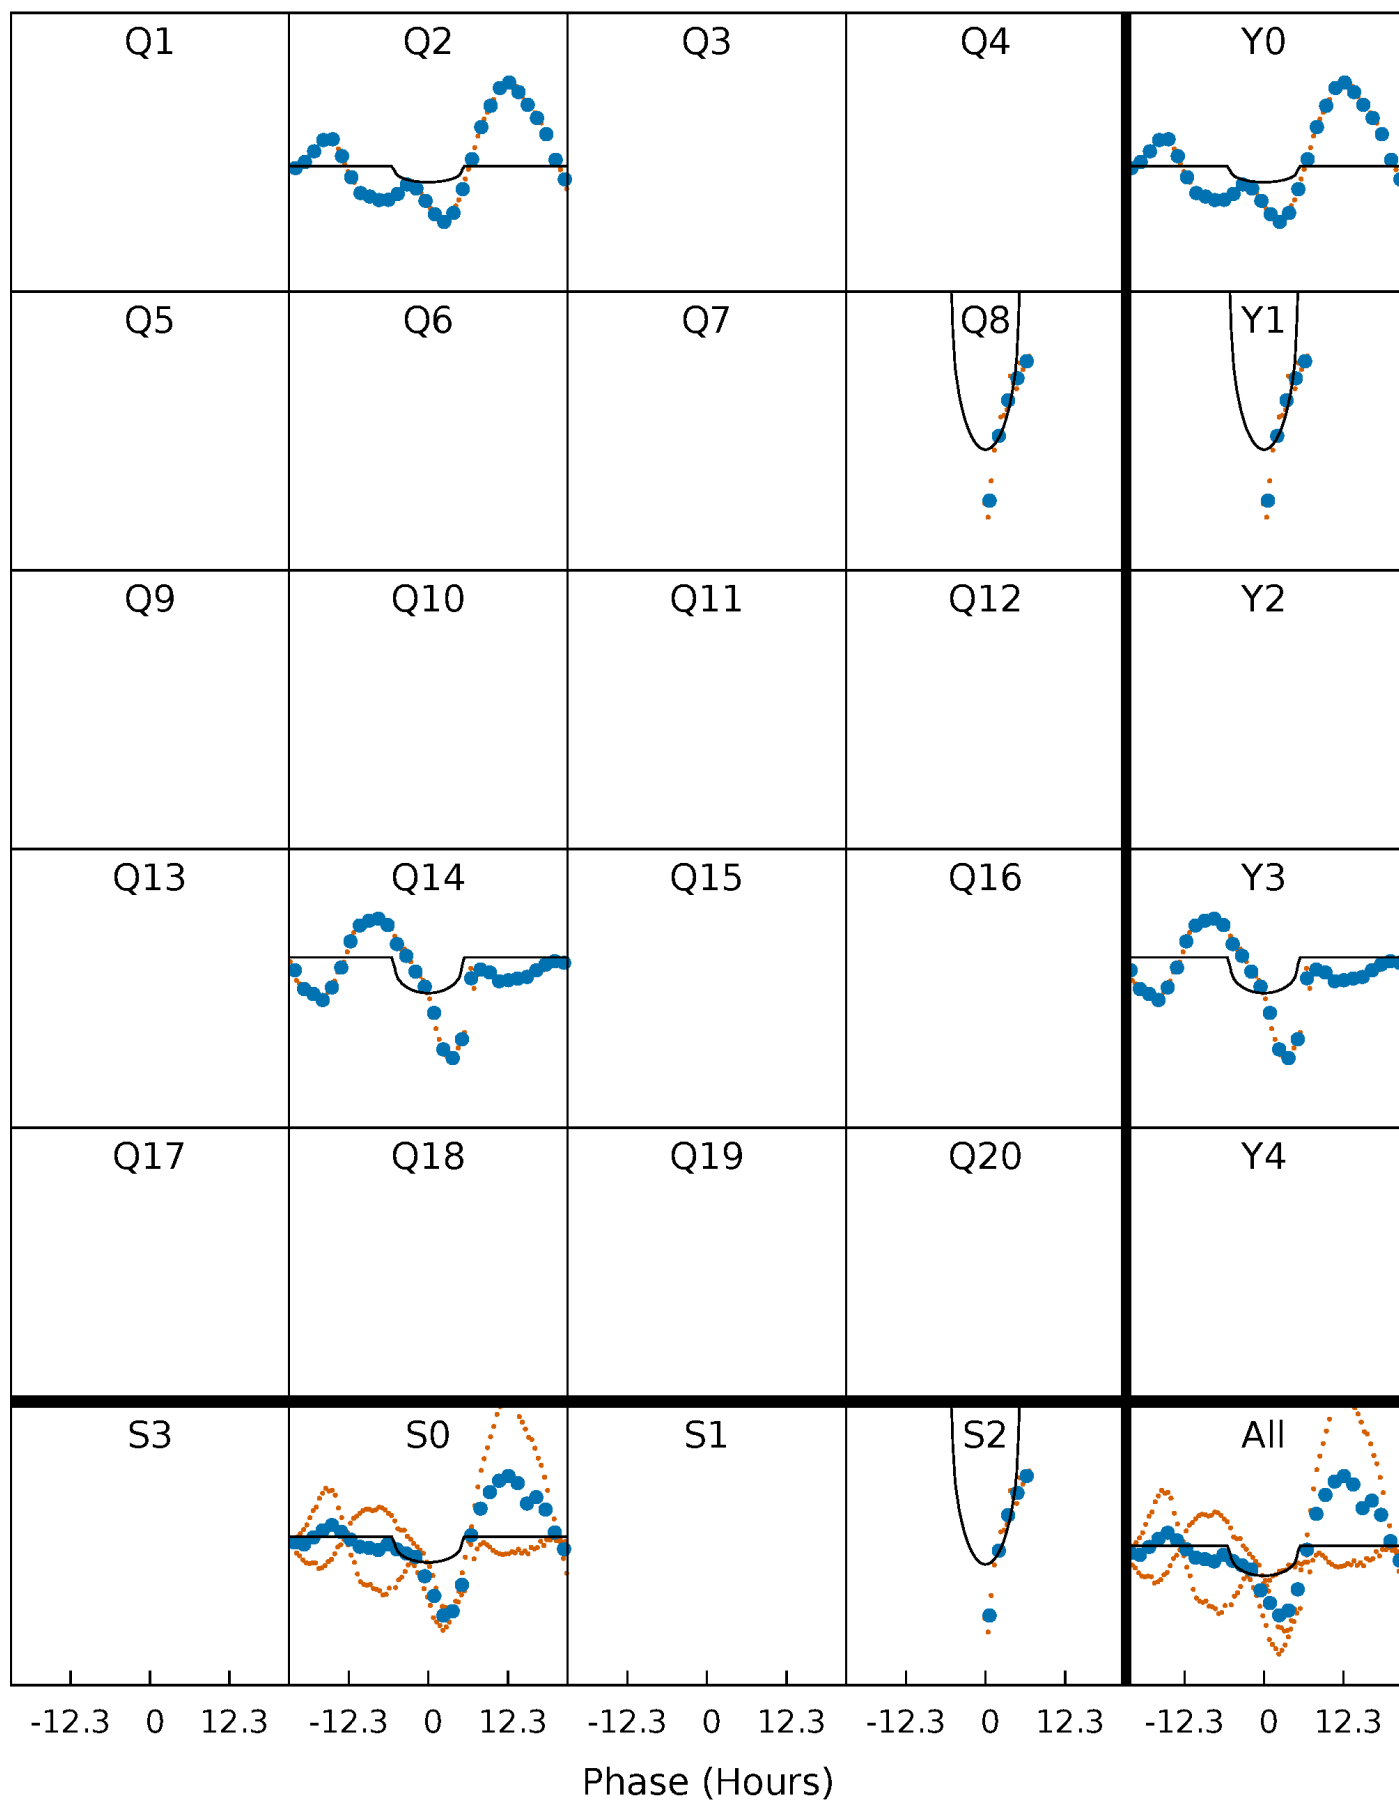 Q1 Q2 Q3 Q4 Y0
Q5 Q6 Q7 Q8 Y1
Q9 Q10 Q11 Q12 Y2
Q13 Q14 Q15 Q16 Y3
Q17 Q18 Q19 Q20 Y4
S3 S0 S1 S2 All
-12.3 0 12.3 -12.3 0 12.3 -12.3 0 12.3 -12.3 0 12.3 -12.3 0 12.3
Phase (Hours)